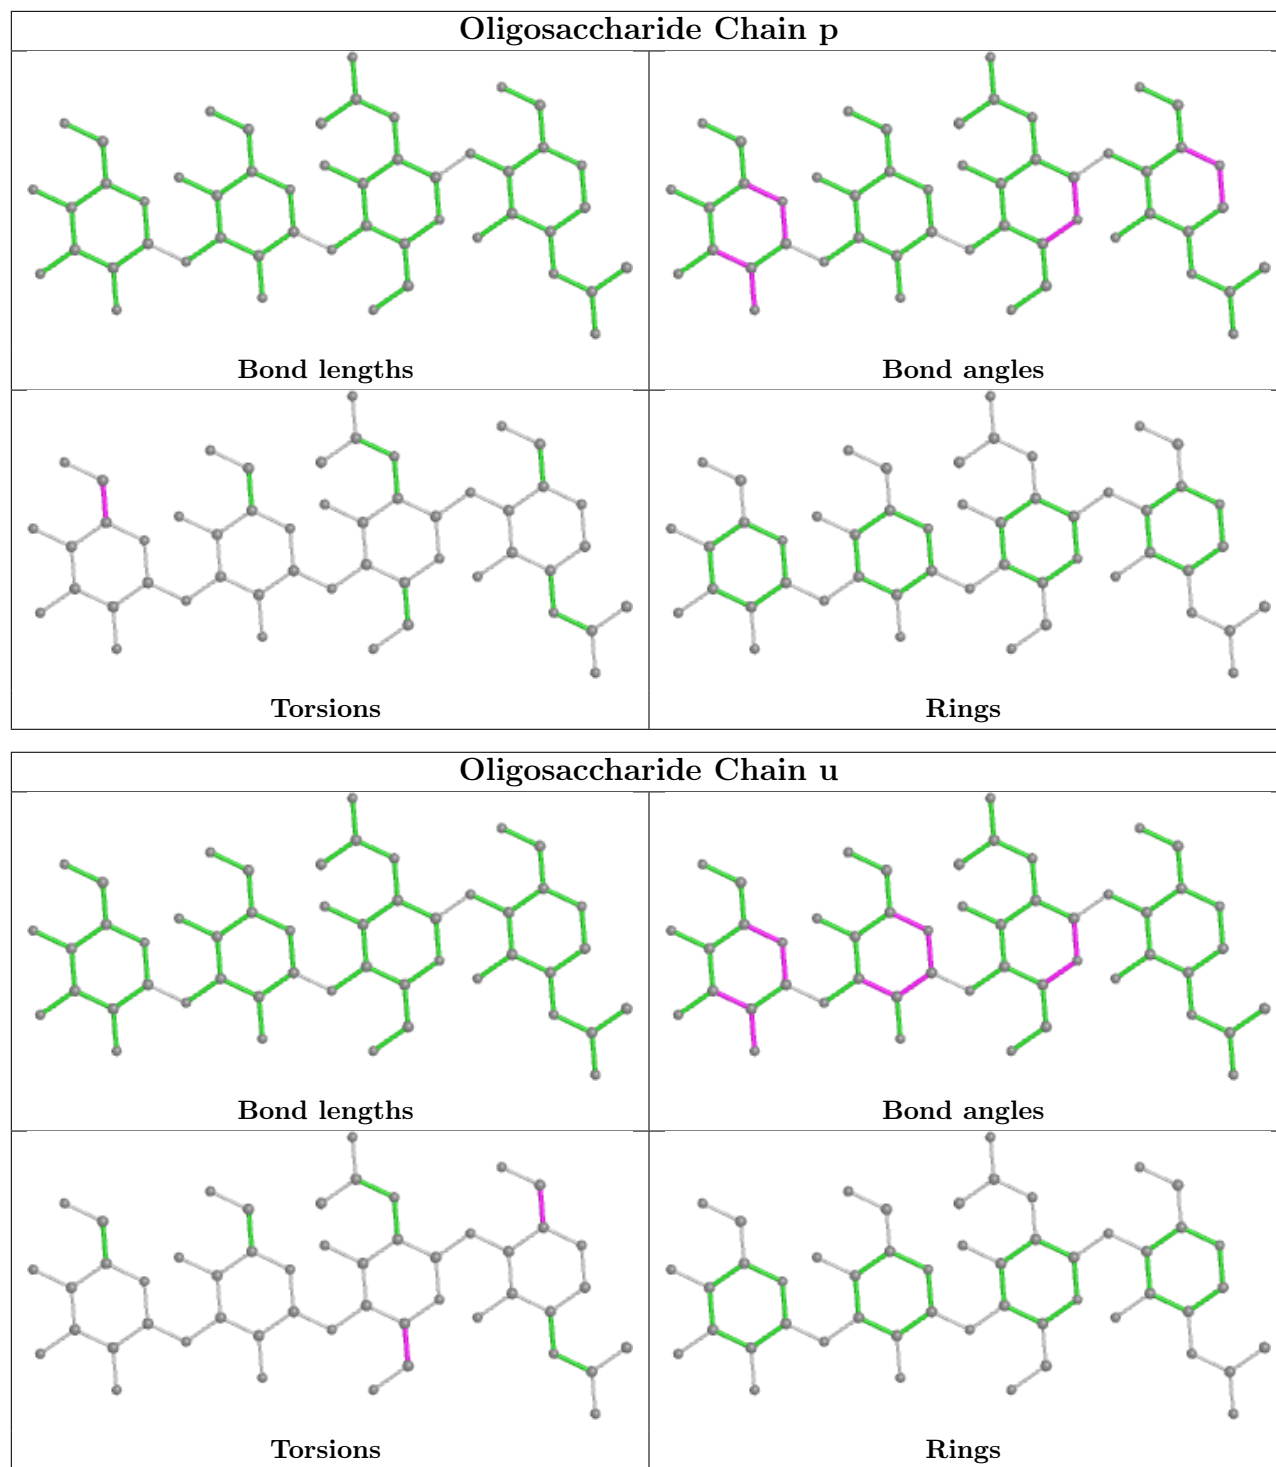 Oligosaccharide Chain p
Bond lengths
Bond angles
Torsions
Rings
Oligosaccharide Chain u
Bond lengths
Bond angles
Torsions
Rings